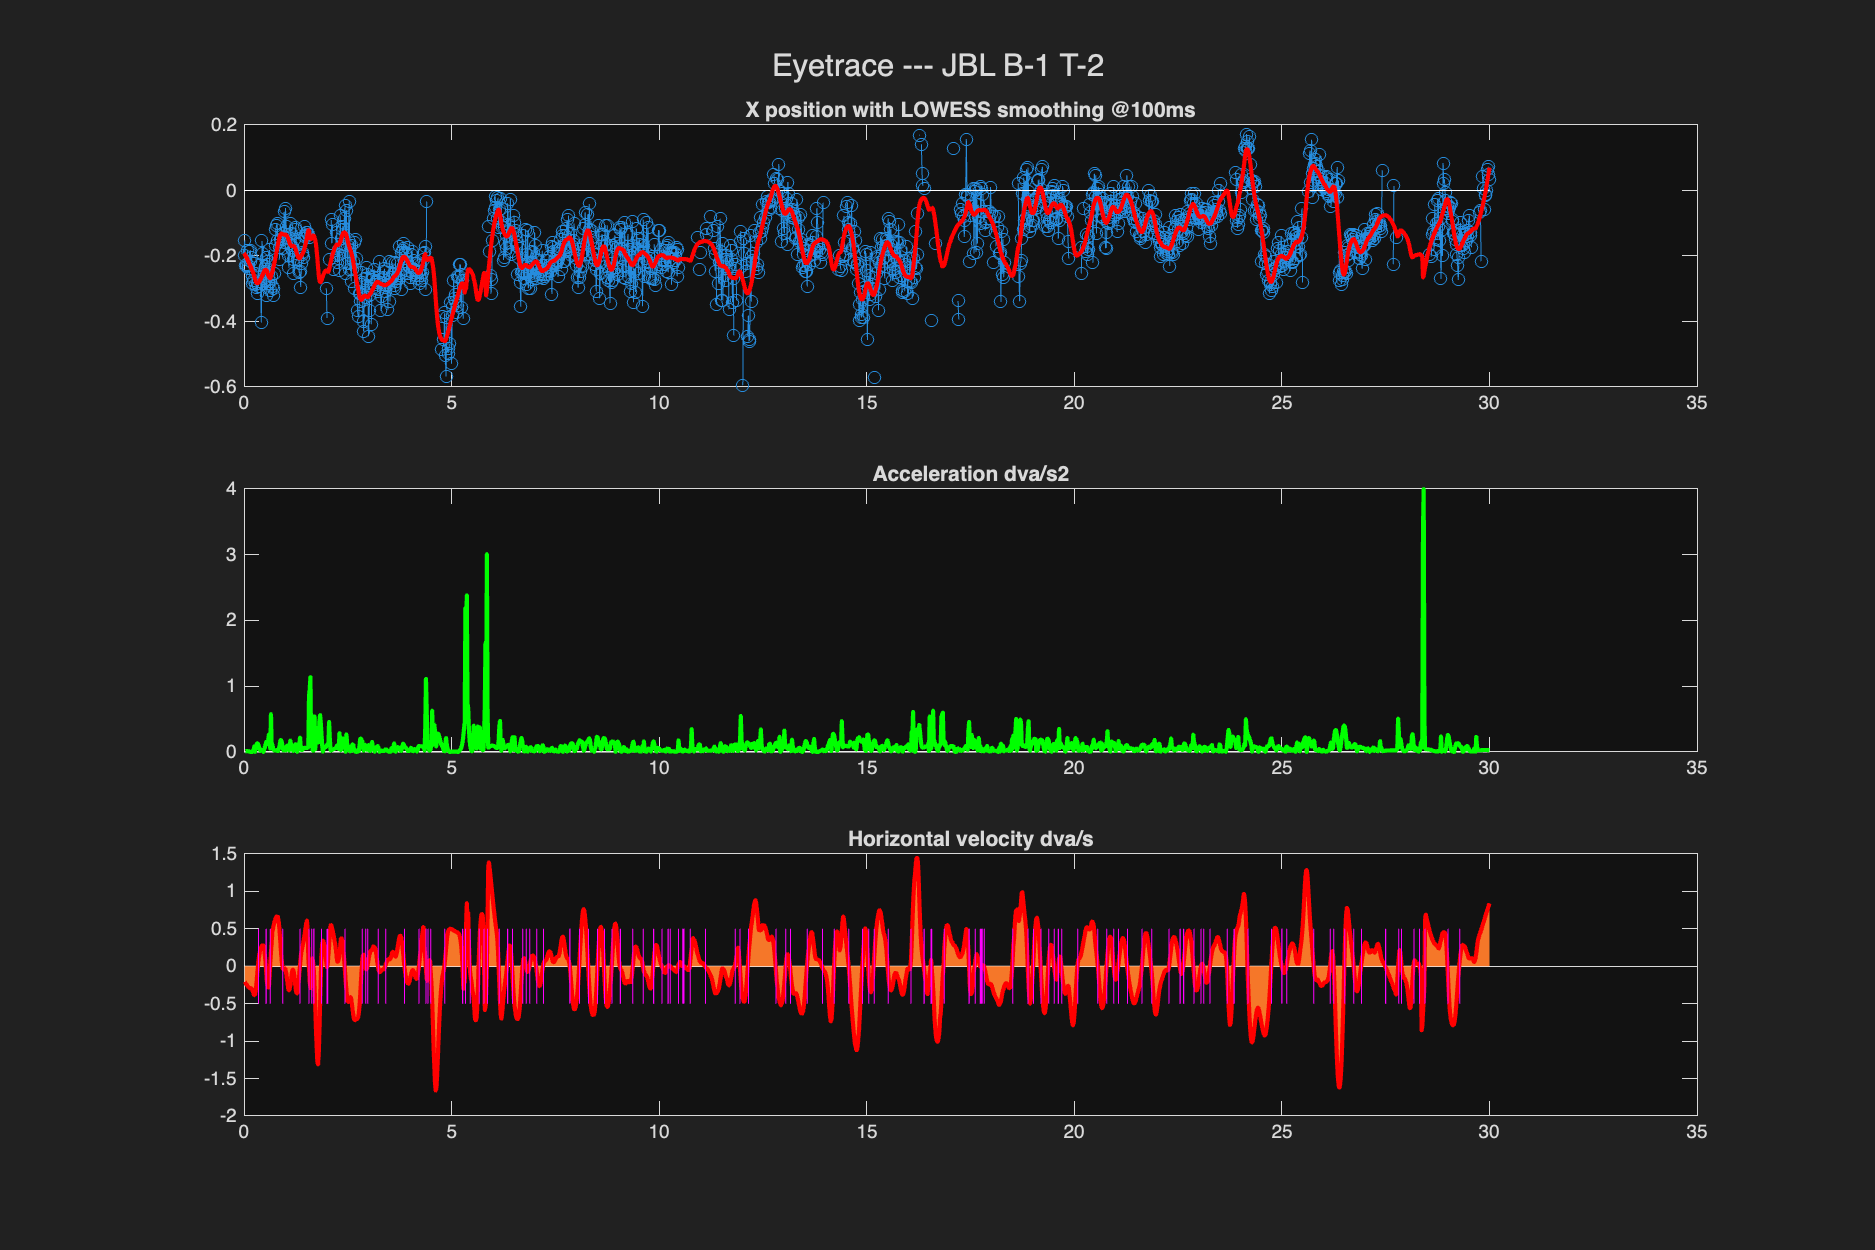 Eyetrace --- JBL B-1 T-2
X position with LOWESS smoothing @100ms
0.2
0
-0.2
-0.4
-0.6
0 5 10 15 20 25 30 35
Acceleration dva/s2
4
3
2
1
0
0 5 10 15 20 25 30 35
Horizontal velocity dva/s
1.5
1
0.5
0
-0.5
-1
-1.5
-2
0 5 10 15 20 25 30 35